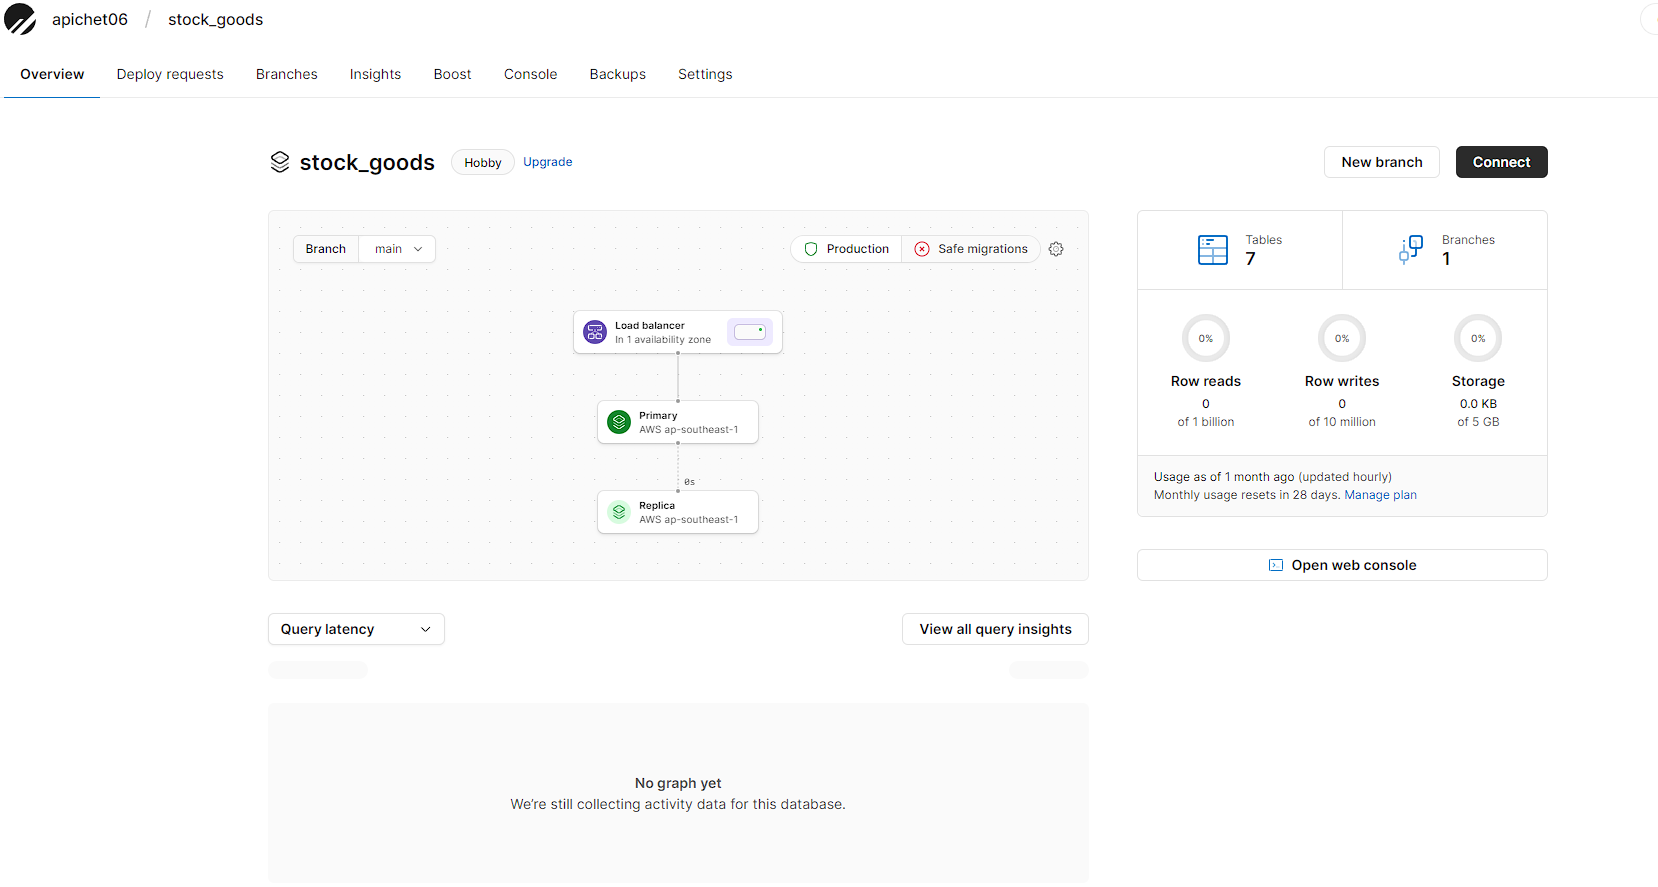 apichet06 / stock_goods
Overview Deploy requests Branches Insights Boost Console Backups Settings
stock_goods Hobby Upgrade
New branch Connect
Branch main
Production Safe migrations
Load balancer
In 1 availability zone
Primary
AWS ap-southeast-1
0s
Replica
AWS ap-southeast-1
Tables
7
Branches
1
0% 0% 0%
Row reads Row writes Storage
0 0 0.0 KB
of 1 billion of 10 million of 5 GB
Usage as of 1 month ago (updated hourly)
Monthly usage resets in 28 days. Manage plan
Open web console
Query latency
View all query insights
No graph yet
We're still collecting activity data for this database.